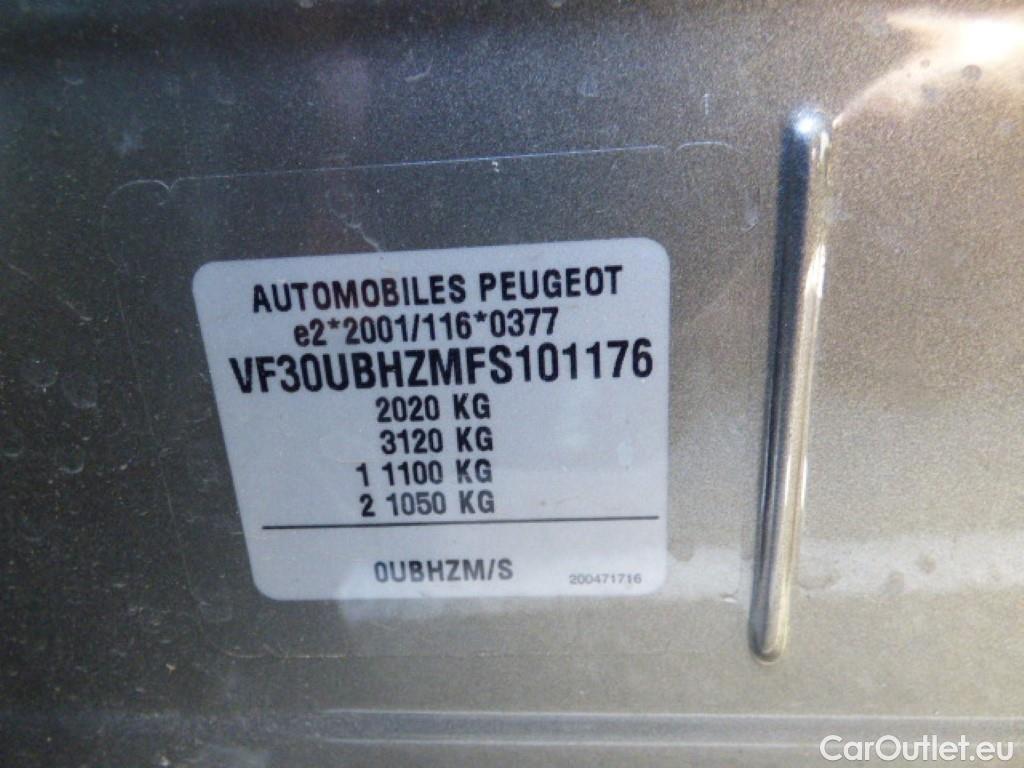 AUTOMOBILES PEUGEOT
e2*2001/116*0377
VF30UBHZMFS101176
2020 KG
3120 KG
1 1100 KG
2 1050 KG
0UBHZM/S 200471716
CarOutlet.eu